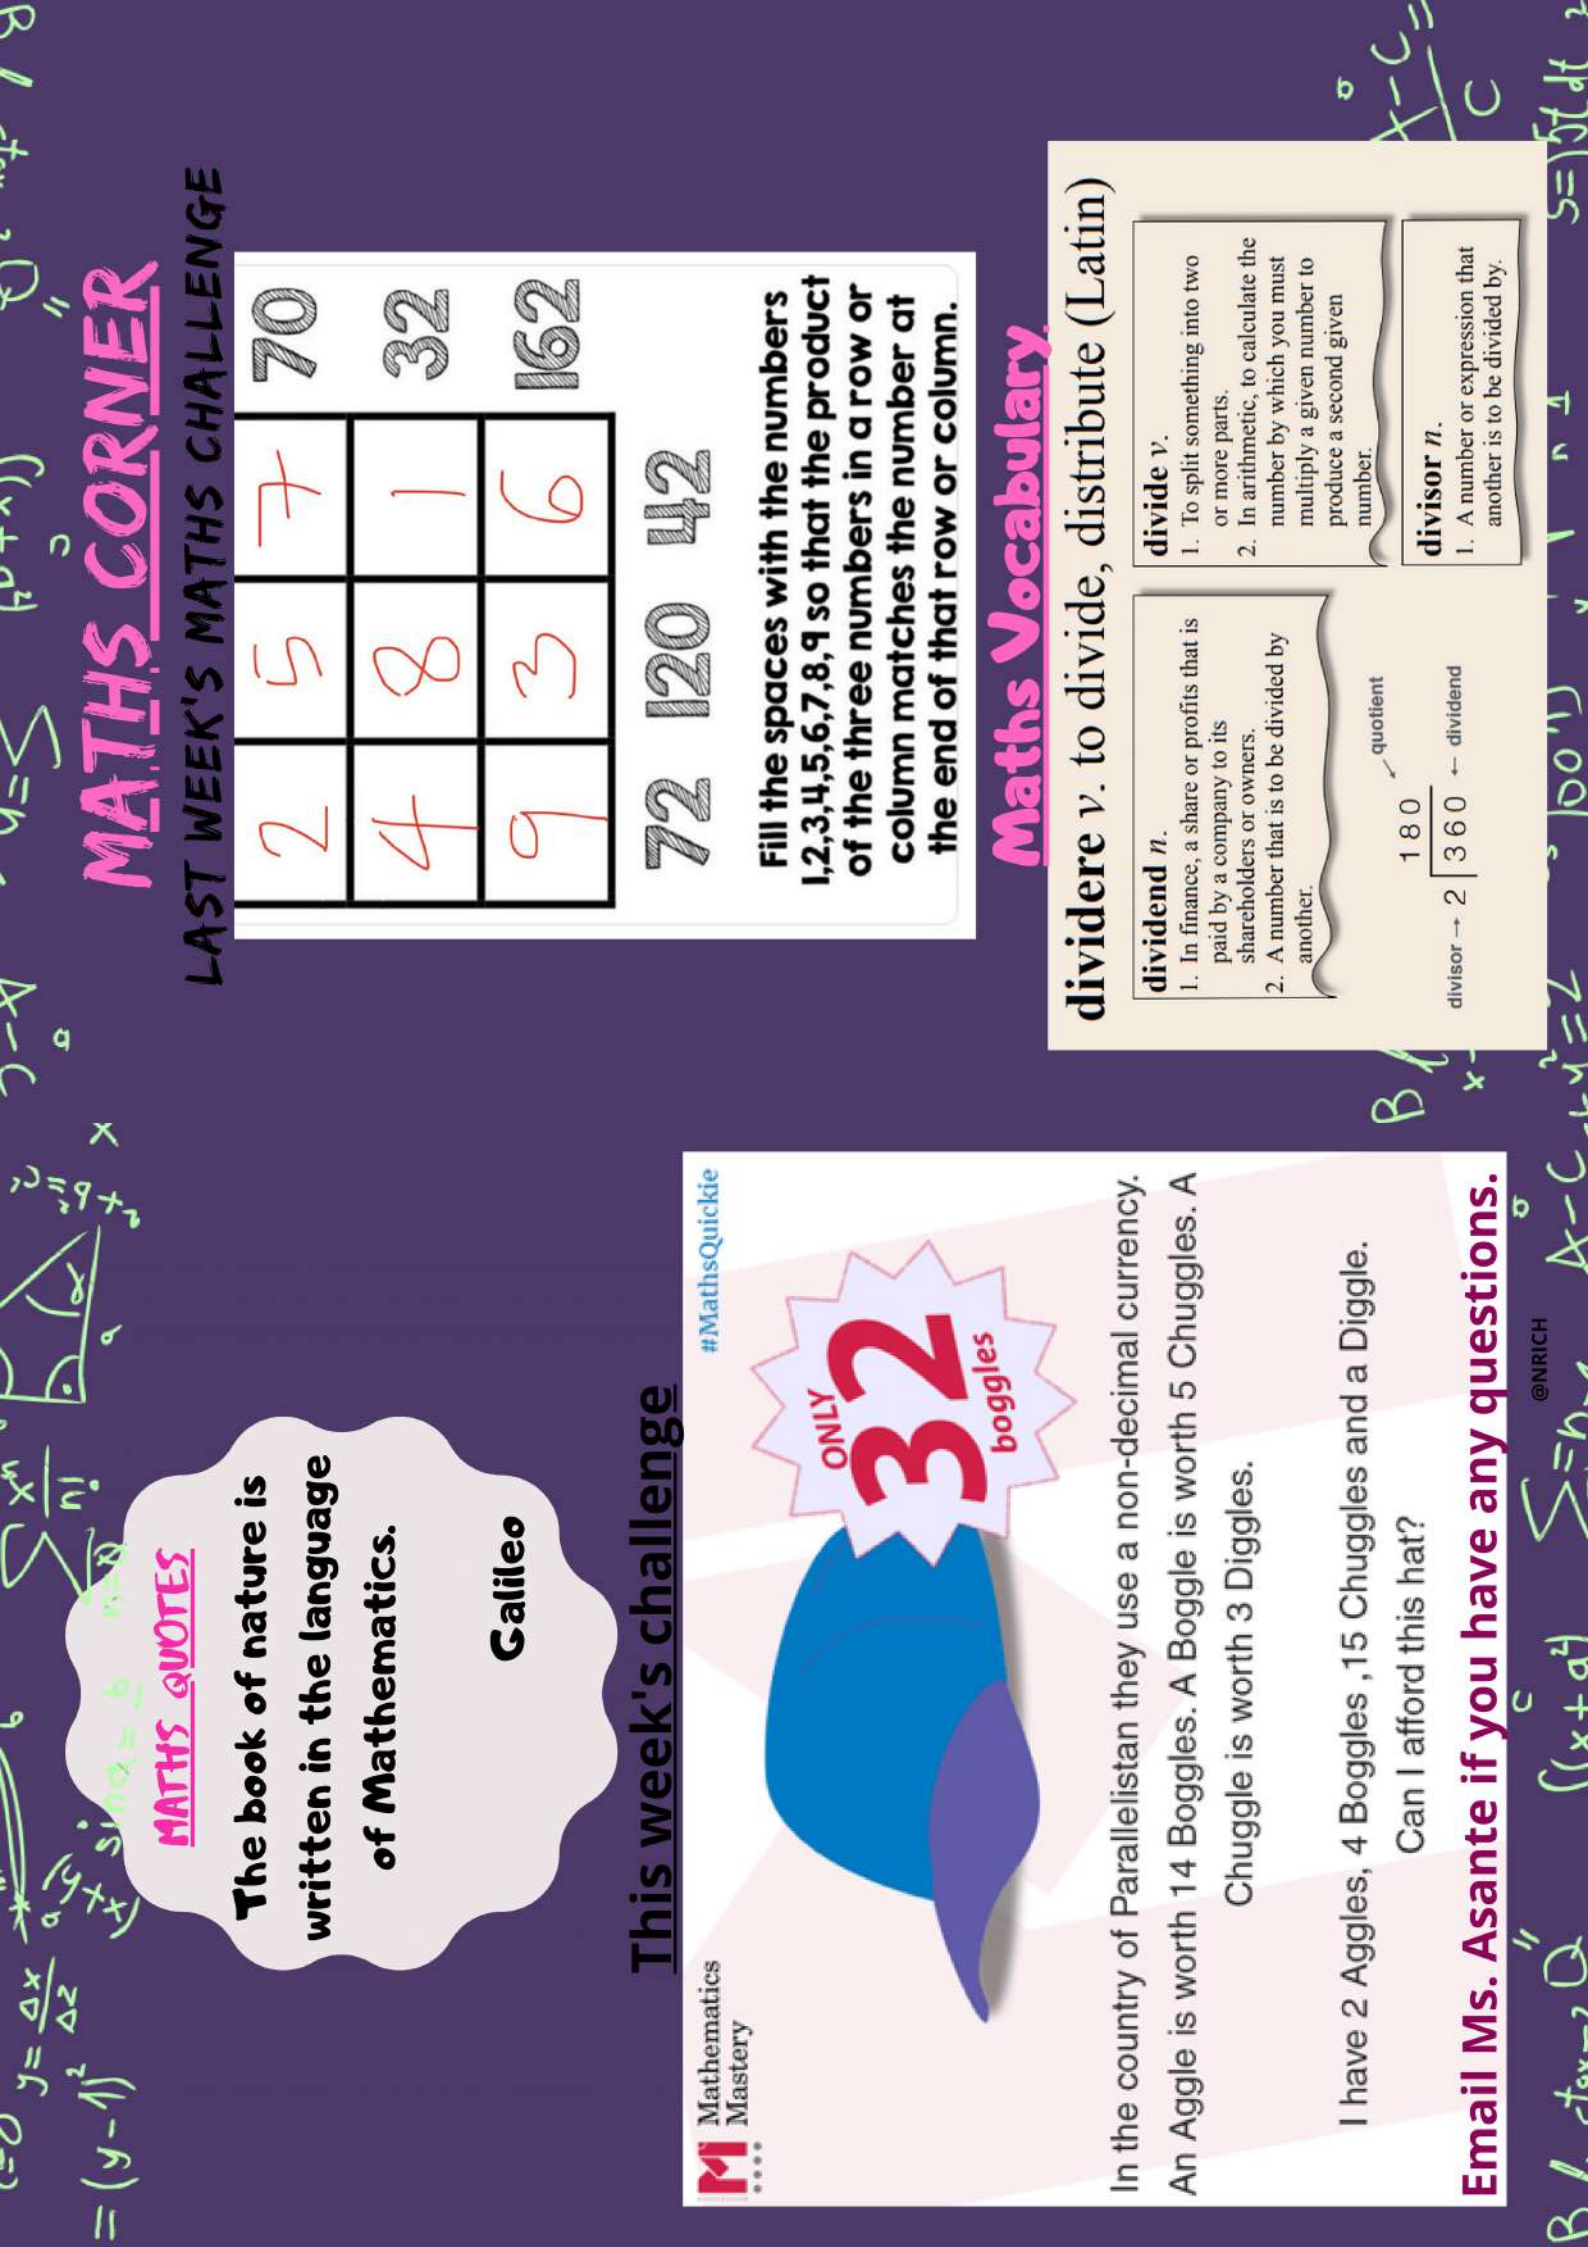 MATHS QUOTES
The book of nature is
written in the language
of Mathematics.
Galileo
This week's challenge
Mathematics
Mastery
#MathsQuickie
ONLY
32
boggles
In the country of Parallelistan they use a non-decimal currency.
An Aggle is worth 14 Boggles. A Boggle is worth 5 Chuggles. A
Chuggle is worth 3 Diggles.
I have 2 Aggles, 4 Boggles ,15 Chuggles and a Diggle.
Can I afford this hat?
Email Ms. Asante if you have any questions.
@NRICH
MATHS CORNER
LAST WEEK'S MATHS CHALLENGE
2 5 7 70
4 8 1 32
9 3 6 162
72 120 42
Fill the spaces with the numbers
1,2,3,4,5,6,7,8,9 so that the product
of the three numbers in a row or
column matches the number at
the end of that row or column.
Maths Vocabulary.
dividere v. to divide, distribute (Latin)
dividend n.
1. In finance, a share or profits that is
paid by a company to its
shareholders or owners.
2. A number that is to be divided by
another.
quotient
180
divisor → 2 360 ← dividend
divide v.
1. To split something into two
or more parts.
2. In arithmetic, to calculate the
number by which you must
multiply a given number to
produce a second given
number.
divisor n.
1. A number or expression that
another is to be divided by.